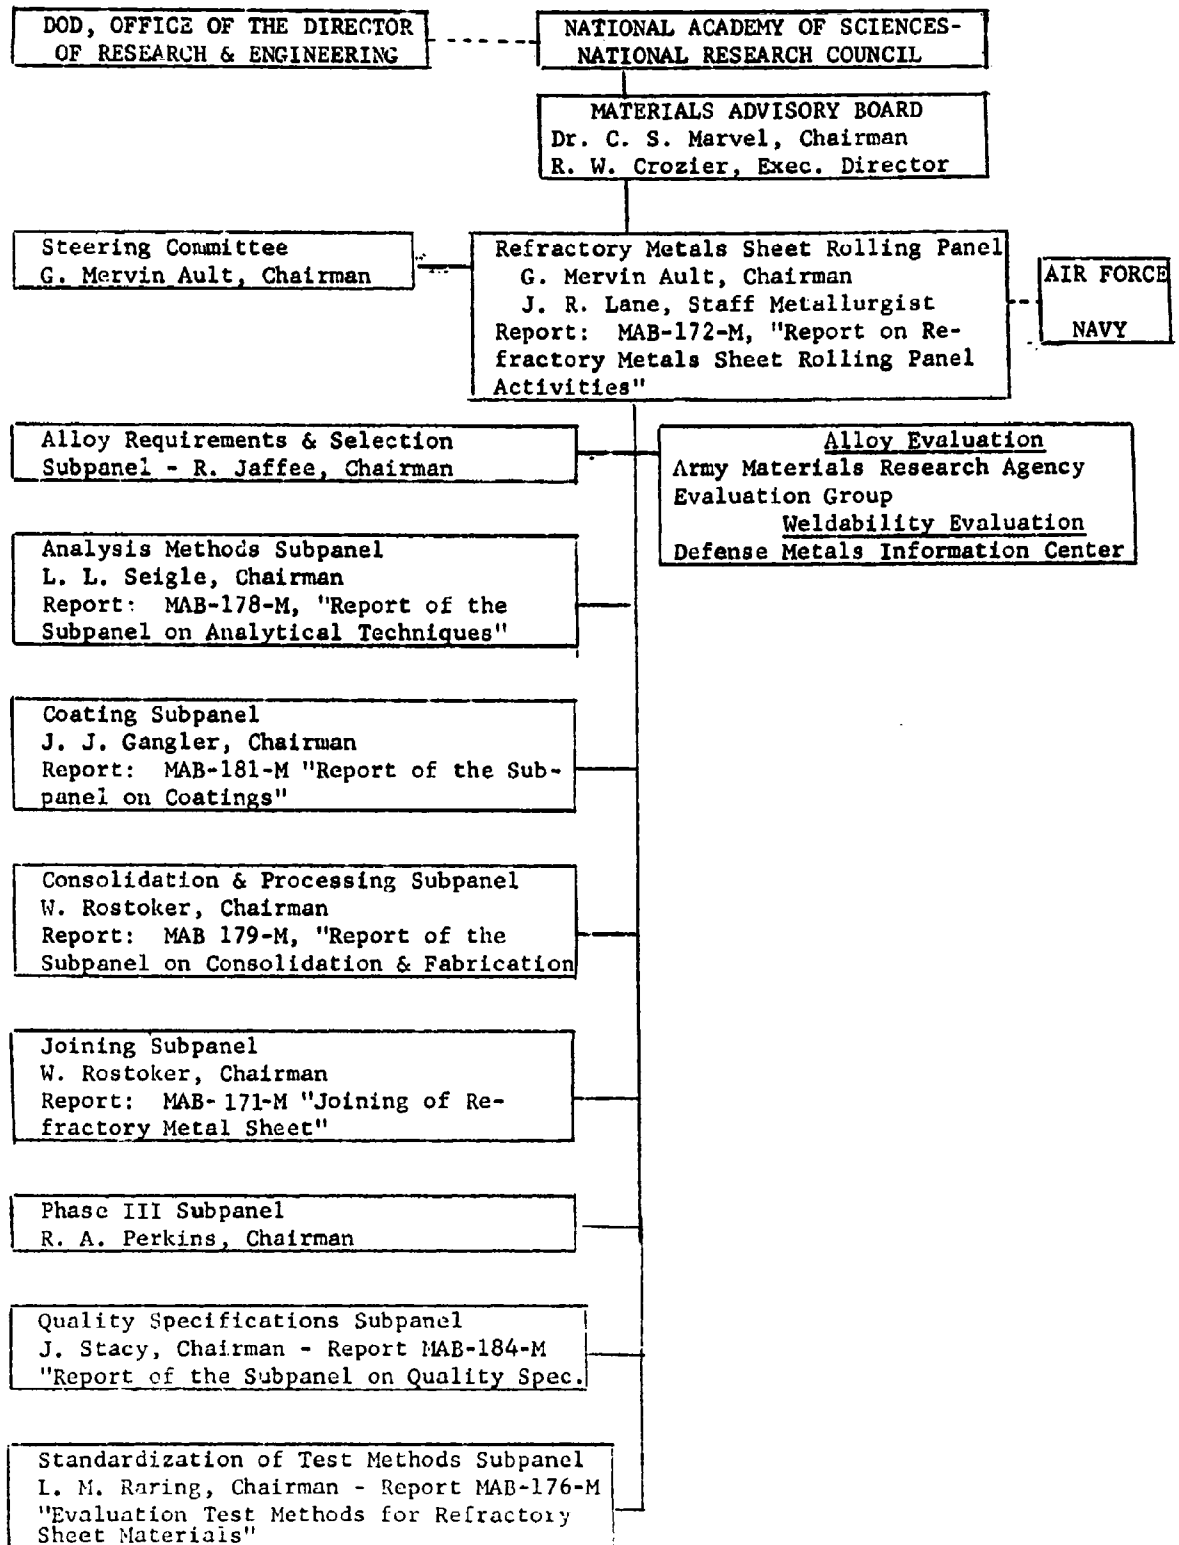 DOD, OFFICE OF THE DIRECTOR
OF RESEARCH & ENGINEERING
NATIONAL ACADEMY OF SCIENCES-
NATIONAL RESEARCH COUNCIL
MATERIALS ADVISORY BOARD
Dr. C. S. Marvel, Chairman
R. W. Crozier, Exec. Director
Steering Committee
G. Mervin Ault, Chairman
Refractory Metals Sheet Rolling Panel
G. Mervin Ault, Chairman
J. R. Lane, Staff Metallurgist
Report: MAB-172-M, "Report on Re-
fractory Metals Sheet Rolling Panel
Activities"
AIR FORCE
NAVY
Alloy Requirements & Selection
Subpanel - R. Jaffee, Chairman
Alloy Evaluation
Army Materials Research Agency
Evaluation Group
Weldability Evaluation
Defense Metals Information Center
Analysis Methods Subpanel
L. L. Seigle, Chairman
Report: MAB-178-M, "Report of the
Subpanel on Analytical Techniques"
Coating Subpanel
J. J. Gangler, Chairman
Report: MAB-181-M "Report of the Sub-
panel on Coatings"
Consolidation & Processing Subpanel
W. Rostoker, Chairman
Report: MAB 179-M, "Report of the
Subpanel on Consolidation & Fabrication
Joining Subpanel
W. Rostoker, Chairman
Report: MAB-171-M "Joining of Re-
fractory Metal Sheet"
Phase III Subpanel
R. A. Perkins, Chairman
Quality Specifications Subpanel
J. Stacy, Chairman - Report MAB-184-M
"Report of the Subpanel on Quality Spec.
Standardization of Test Methods Subpanel
L. M. Raring, Chairman - Report MAB-176-M
"Evaluation Test Methods for Refractory
Sheet Materials"